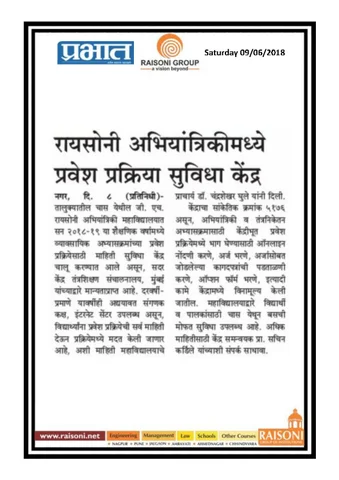 प्रभात
RAISONI GROUP
a vision beyond
Saturday 09/06/2018
रायसोनी अभियांत्रिकीमध्ये
प्रवेश प्रक्रिया सुविधा केंद्र
नगर, दि. ८ (प्रतिनिधी)-
तालुक्यातील चास येथील जी. एच.
रायसोनी अभियांत्रिकी महाविद्यालयात
सन २०१८-१९ या शैक्षणिक वर्षामध्ये
व्यावसायिक अभ्यासक्रमांच्या प्रवेश
प्रक्रियेसाठी माहिती सुविधा केंद्र
चालू करण्यात आले असून, सदर
केंद्र तंत्रशिक्षण संचालनालय, मुंबई
यांच्याद्वारे मान्यताप्राप्त आहे. दरवर्षी-
प्रमाणे यावर्षीही अद्ययावत संगणक
कक्ष, इंटरनेट सेंटर उपलब्ध असून,
विद्यार्थ्यांना प्रवेश प्रक्रियेची सर्व माहिती
देऊन प्रक्रियेमध्ये मदत केली जाणार
आहे, अशी माहिती महाविद्यालयाचे
प्राचार्य डॉ. चंद्रशेखर घुले यांनी दिली.
केंद्राचा सांकेतिक क्रमांक ५१७६
असून, अभियांत्रिकी व तंत्रनिकेतन
अभ्यासक्रमासाठी केंद्रीभूत प्रवेश
प्रक्रियेमध्ये भाग घेण्यासाठी ऑनलाइन
नोंदणी करणे, अर्ज भरणे, अर्जासोबत
जोडलेल्या कागदपत्रांची पडताळणी
करणे, ऑप्शन फॉर्म भरणे, इत्यादी
कामे केंद्रामध्ये विनामूल्य केली
जातील. महाविद्यालयाद्वारे विद्यार्थी
व पालकांसाठी चास येथून बसची
मोफत सुविधा उपलब्ध आहे. अधिक
माहितीसाठी केंद्र समन्वयक प्रा. सचिन
कर्डिले यांच्याशी संपर्क साधावा.
www.raisoni.net Engineering Management Law Schools Other Courses RAISONI
• NAGPUR • PUNE • JALGAON • AMRAVATI • AHMEDNAGAR • CHHINDWARA